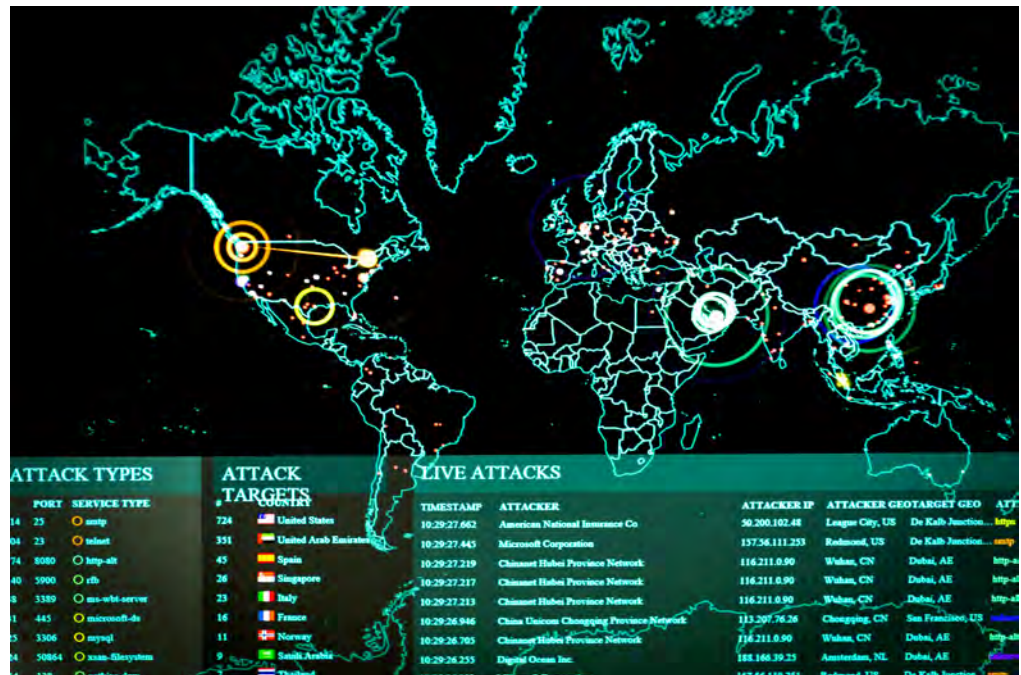 ATTACK TYPES
PORT SERVICE TYPE
25 smtp
23 telnet
8080 http-alt
5900 rfb
3389 ms-wbt-server
445 microsoft-ds
3306 mysql
50864 xsan-filesystem
ATTACK
TARGETS
# COUNTRY
724 United States
351 United Arab Emirates
45 Spain
26 Singapore
23 Italy
16 France
11 Norway
9 Saudi Arabia
Thailand
LIVE ATTACKS
TIMESTAMP ATTACKER ATTACKER IP ATTACKER GEO TARGET GEO
10:29:27.662 American National Insurance Co 50.200.102.48 League City, US De Kalb Junction... https
10:29:27.445 Microsoft Corporation 157.56.111.253 Redmond, US De Kalb Junction... smtp
10:29:27.219 Chinanet Hubei Province Network 116.211.0.90 Wuhan, CN Dubai, AE
10:29:27.217 Chinanet Hubei Province Network 116.211.0.90 Wuhan, CN Dubai, AE
10:29:27.213 Chinanet Hubei Province Network 116.211.0.90 Wuhan, CN Dubai, AE
10:29:26.946 China Unicom Chongqing Province Network 113.207.76.26 Chongqing, CN San Francisco, US
10:29:26.705 Chinanet Hubei Province Network 116.211.0.90 Wuhan, CN Dubai, AE
10:29:26.255 Digital Ocean Inc. 188.166.39.25 Amsterdam, NL Dubai, AE